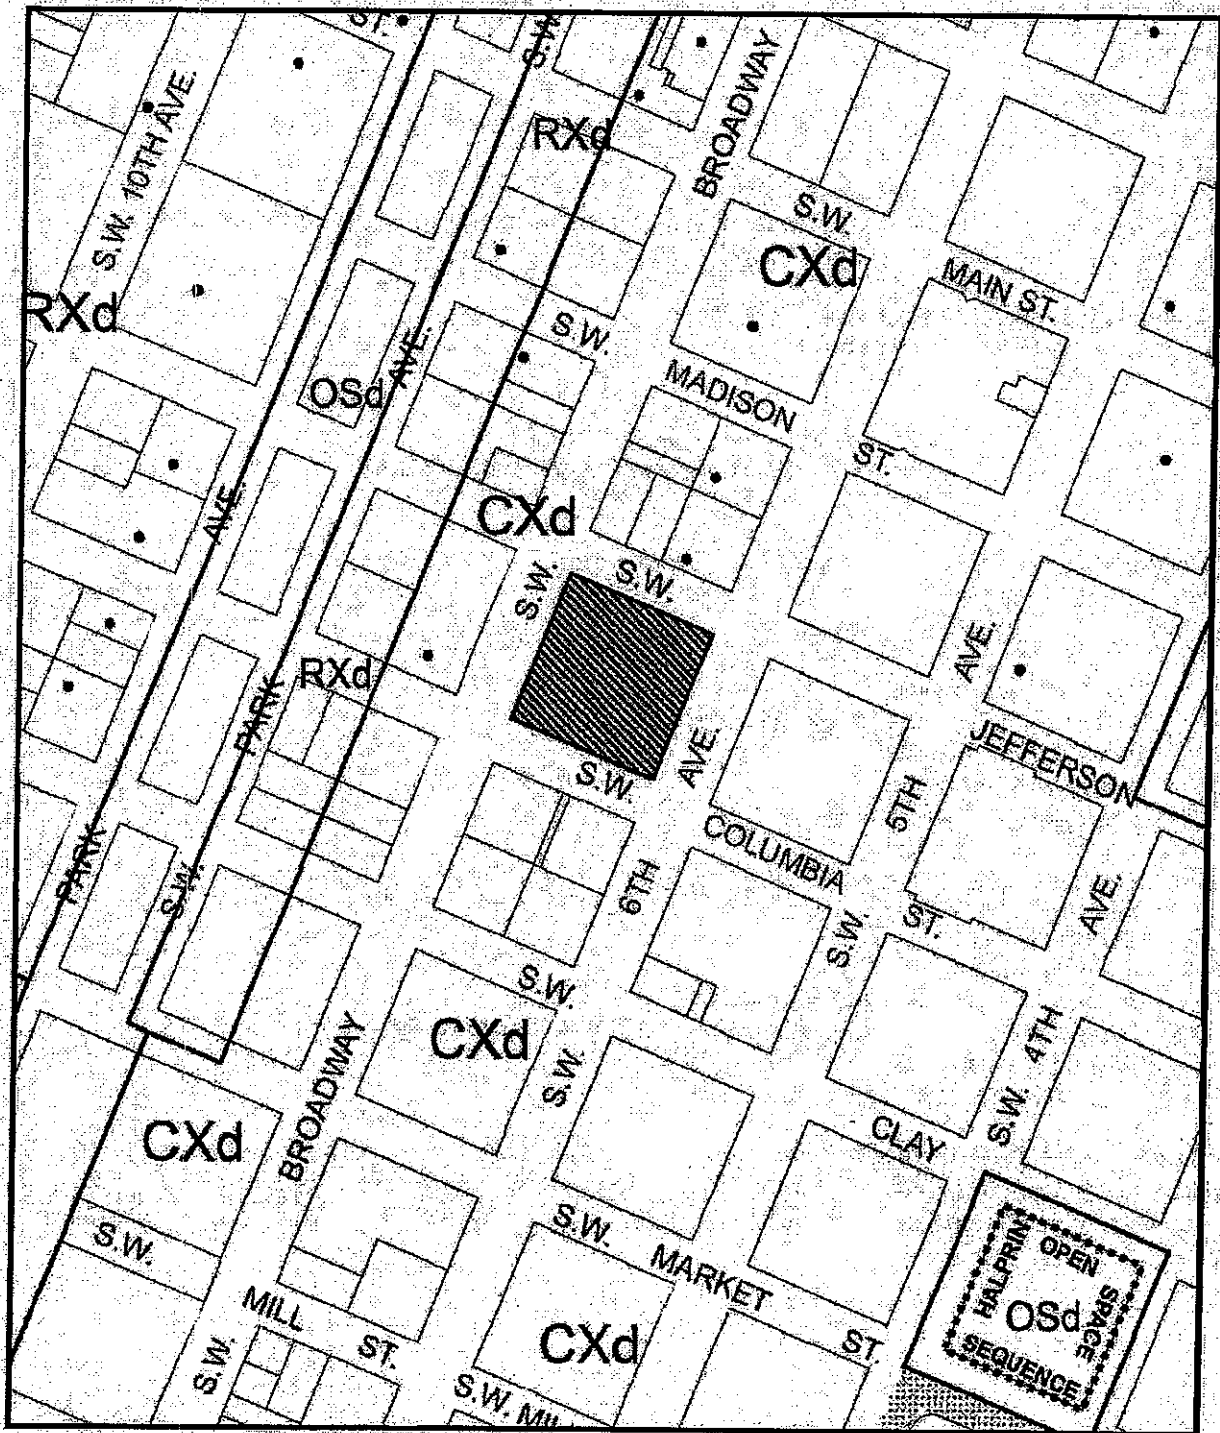 S.W. 10TH AVE.
ST.
S.W.
BROADWAY
RXd
S.W.
CXd
MAIN ST.
RXd
OSd
AVE.
S.W.
MADISON
ST.
AVE.
CXd
S.W.
S.W.
AVE.
RXd
PARK
JEFFERSON
S.W.
AVE.
5TH
COLUMBIA
PARK
S.W.
6TH
ST.
AVE.
S.W.
S.W.
CXd
BROADWAY
S.W.
4TH
S.W.
CLAY
CXd
S.W.
S.W.
MARKET
ST.
HALPRIN
OPEN
SPACE
SEQUENCE
OSd
MILL
ST.
S.W.
CXd
S.W. MILL